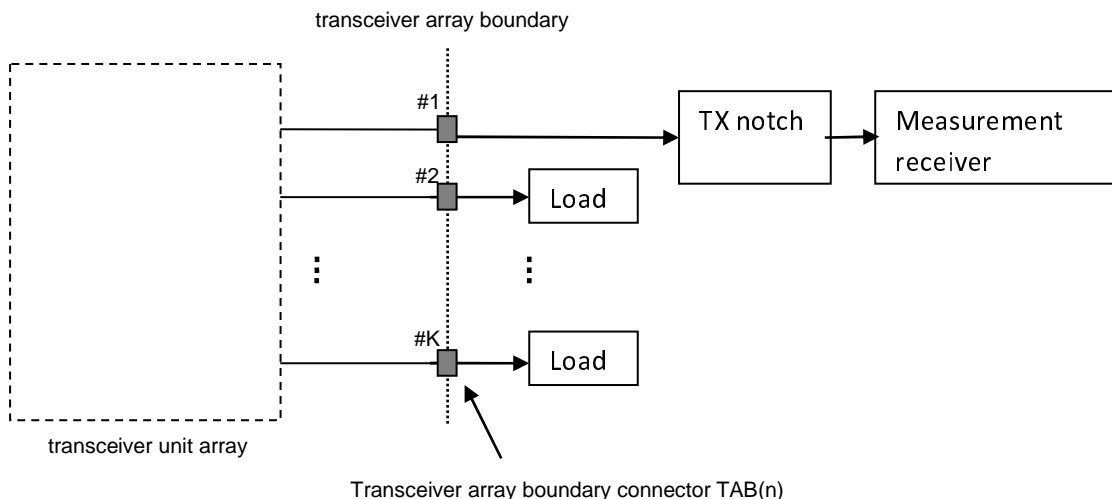 transceiver array boundary
#1
TX notch
Measurement
receiver
#2
Load
#K
Load
transceiver unit array
Transceiver array boundary connector TAB(n)